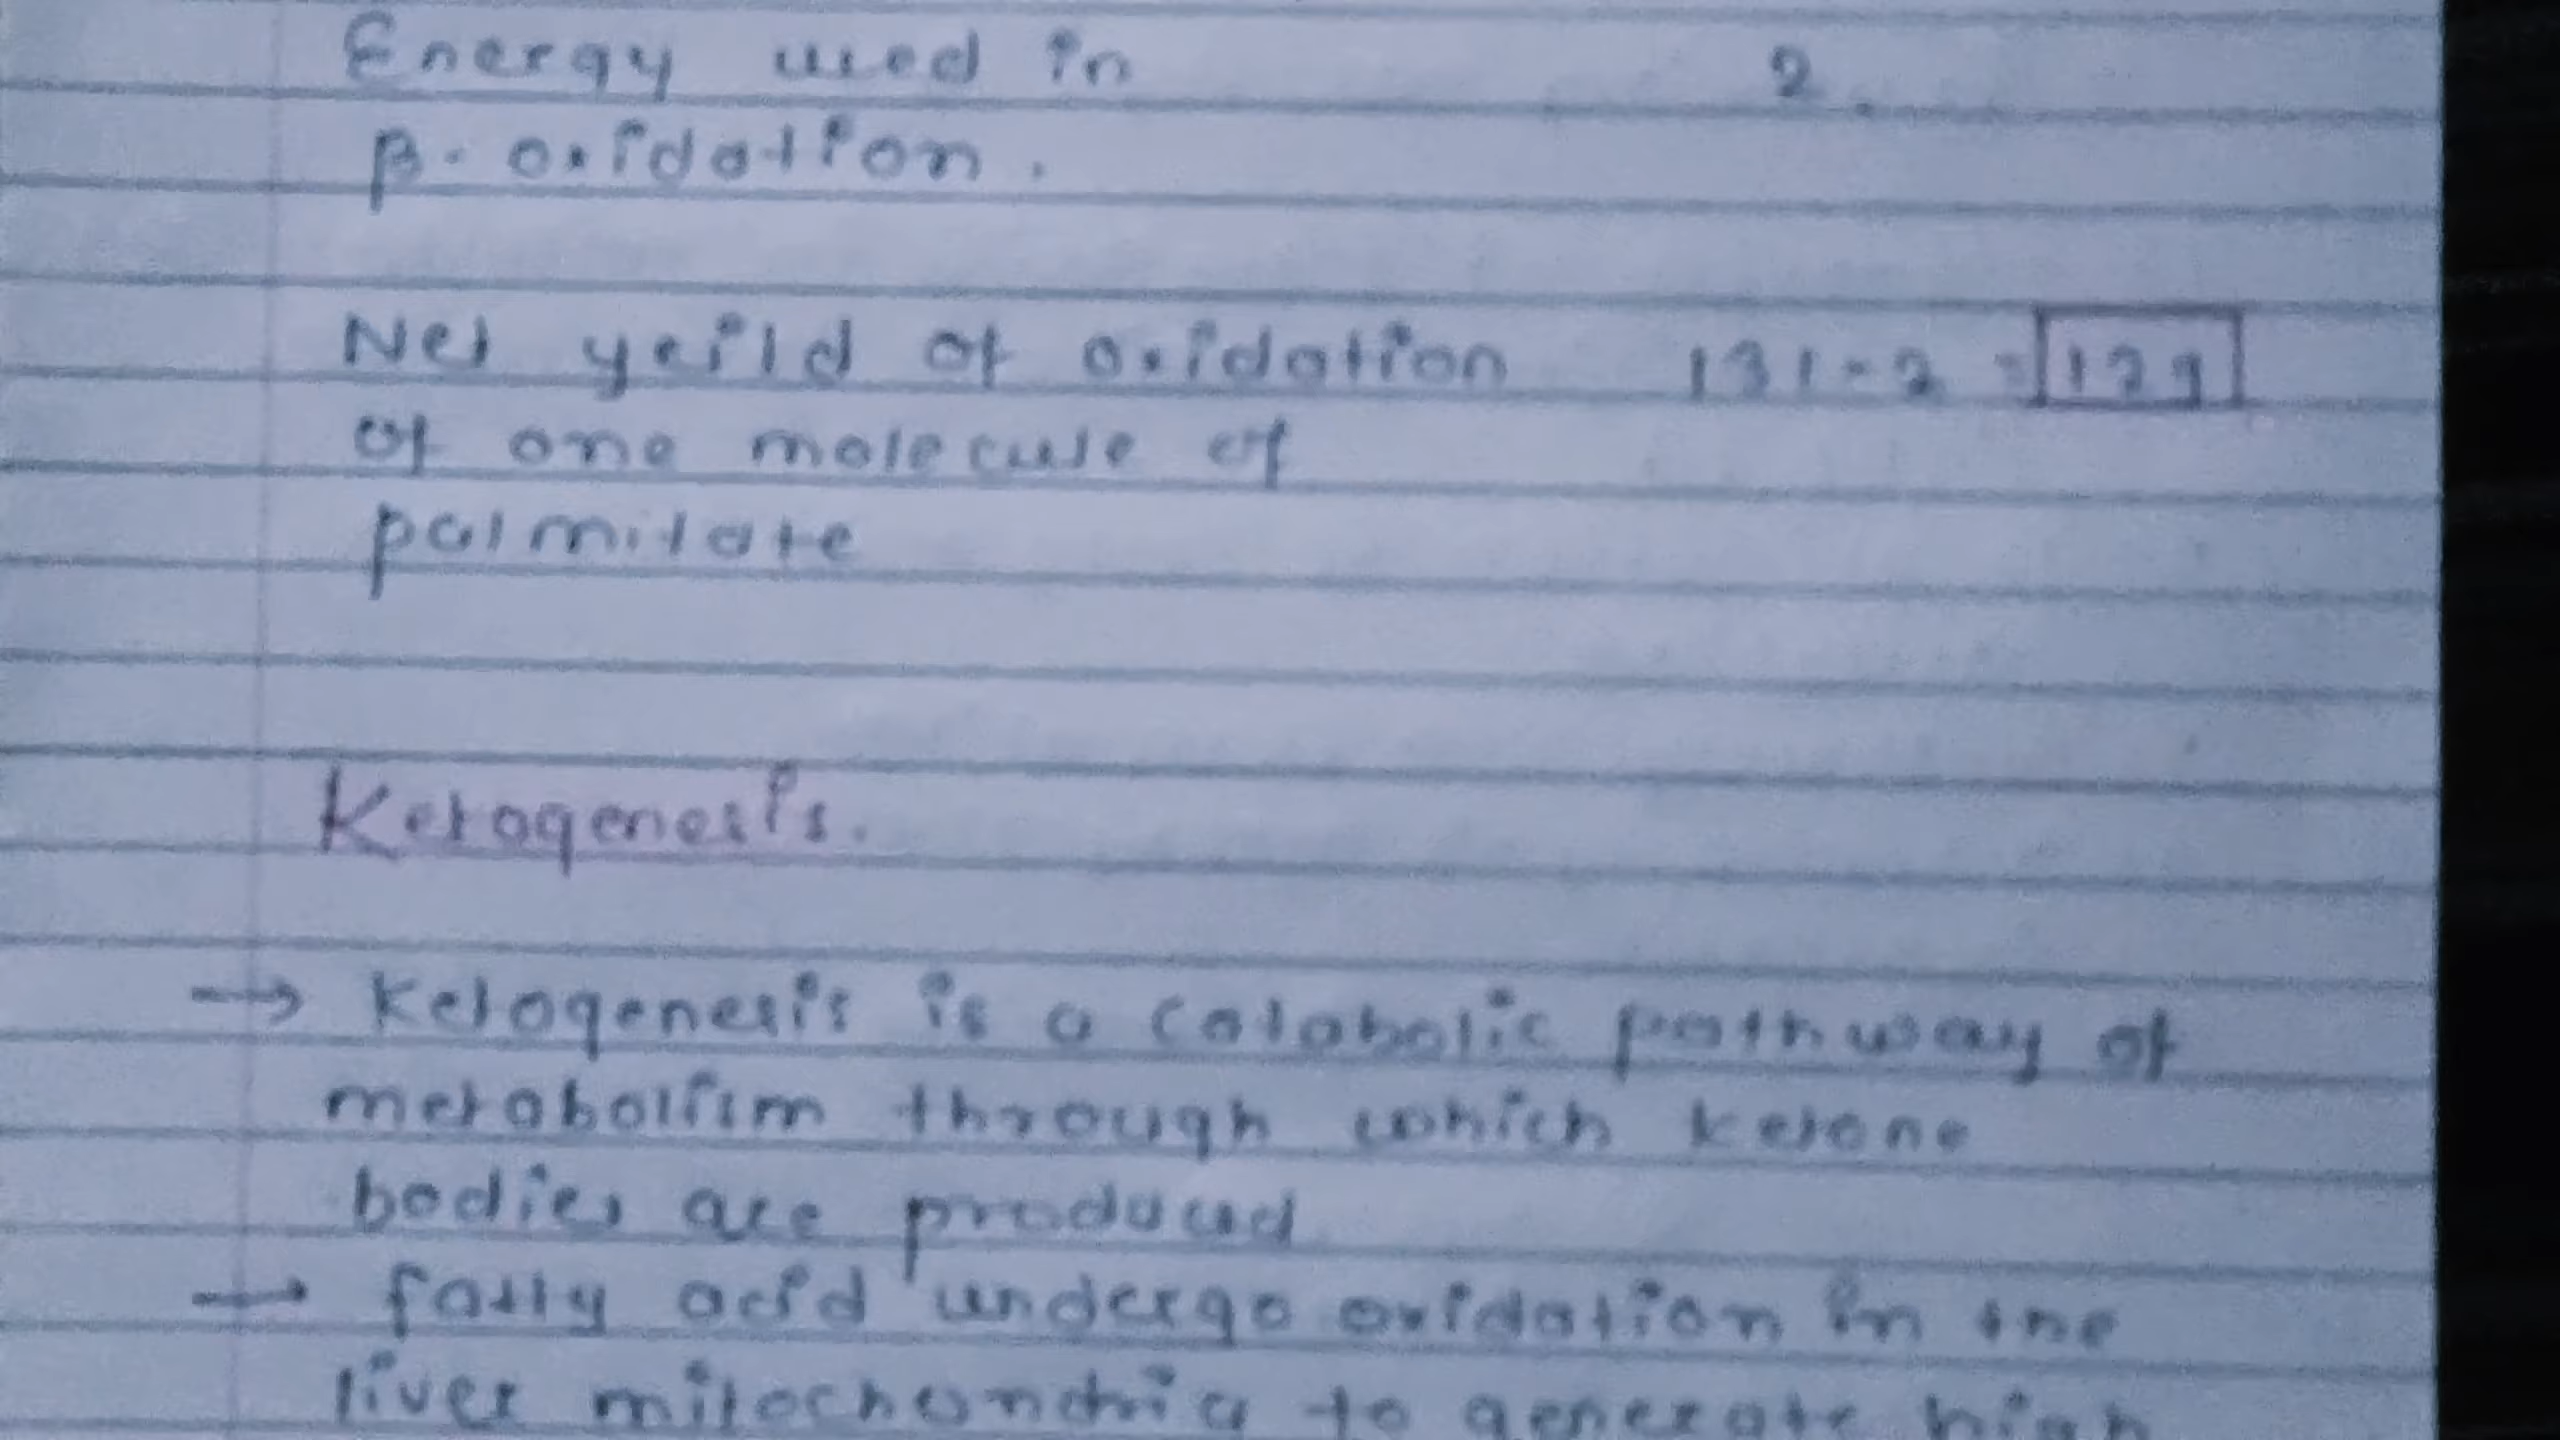 Energy used in 2.
β-oxidation.
Net yeild of oxidation 131-2 = 129
of one molecule of
palmitate
Ketogenesis.
→ Ketogenesis is a catabolic pathway of
metabolism through which ketone
bodies are produced
→ fatty acid undergo oxidation in the
liver mitochondria to generate high